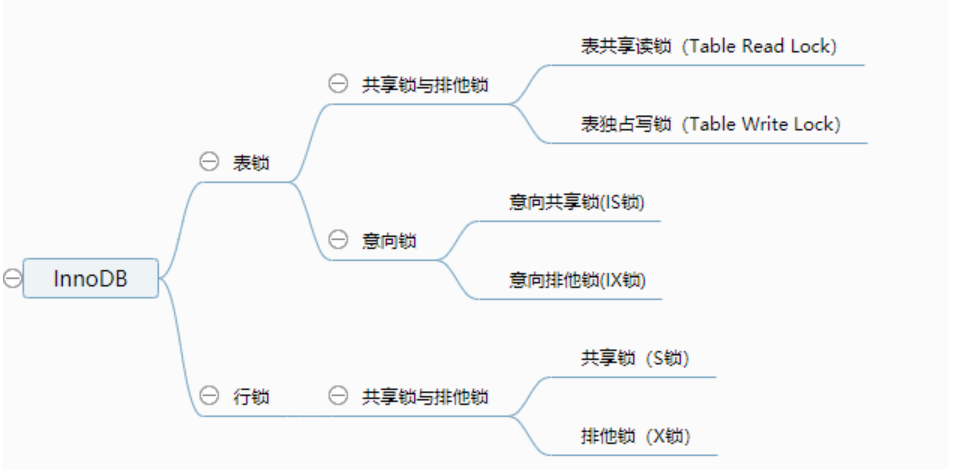 InnoDB
表锁
共享锁与排他锁
表共享读锁（Table Read Lock）
表独占写锁（Table Write Lock）
意向锁
意向共享锁(IS锁)
意向排他锁(IX锁)
行锁
共享锁与排他锁
共享锁（S锁）
排他锁（X锁）